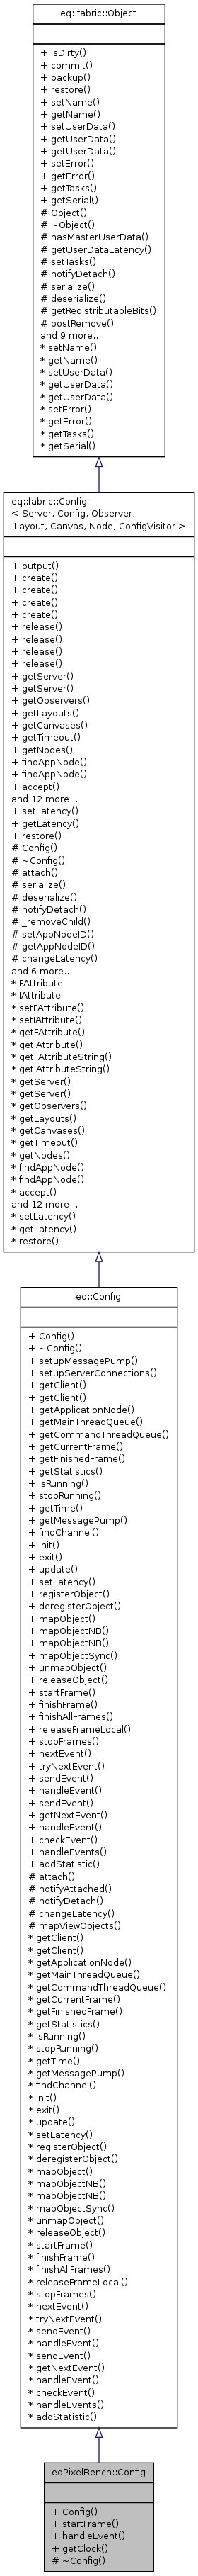 eq::fabric::Object
+ isDirty()
+ commit()
+ backup()
+ restore()
+ setName()
+ getName()
+ setUserData()
+ getUserData()
+ getUserData()
+ setError()
+ getError()
+ getTasks()
+ getSerial()
# Object()
# ~Object()
# hasMasterUserData()
# getUserDataLatency()
# setTasks()
# notifyDetach()
# serialize()
# deserialize()
# getRedistributableBits()
# postRemove()
and 9 more...
* setName()
* getName()
* setUserData()
* getUserData()
* getUserData()
* setError()
* getError()
* getTasks()
* getSerial()
eq::fabric::Config
< Server, Config, Observer,
Layout, Canvas, Node, ConfigVisitor >
+ output()
+ create()
+ create()
+ create()
+ create()
+ release()
+ release()
+ release()
+ release()
+ getServer()
+ getServer()
+ getObservers()
+ getLayouts()
+ getCanvases()
+ getTimeout()
+ getNodes()
+ findAppNode()
+ findAppNode()
+ accept()
and 12 more...
+ setLatency()
+ getLatency()
+ restore()
# Config()
# ~Config()
# attach()
# serialize()
# deserialize()
# notifyDetach()
# _removeChild()
# setAppNodeID()
# getAppNodeID()
# changeLatency()
and 6 more...
* FAttribute
* IAttribute
* setFAttribute()
* setIAttribute()
* getFAttribute()
* getIAttribute()
* getFAttributeString()
* getIAttributeString()
* getServer()
* getServer()
* getObservers()
* getLayouts()
* getCanvases()
* getTimeout()
* getNodes()
* findAppNode()
* findAppNode()
* accept()
and 12 more...
* setLatency()
* getLatency()
* restore()
eq::Config
+ Config()
+ ~Config()
+ setupMessagePump()
+ setupServerConnections()
+ getClient()
+ getClient()
+ getApplicationNode()
+ getMainThreadQueue()
+ getCommandThreadQueue()
+ getCurrentFrame()
+ getFinishedFrame()
+ getStatistics()
+ isRunning()
+ stopRunning()
+ getTime()
+ getMessagePump()
+ findChannel()
+ init()
+ exit()
+ update()
+ setLatency()
+ registerObject()
+ deregisterObject()
+ mapObject()
+ mapObjectNB()
+ mapObjectNB()
+ mapObjectSync()
+ unmapObject()
+ releaseObject()
+ startFrame()
+ finishFrame()
+ finishAllFrames()
+ releaseFrameLocal()
+ stopFrames()
+ nextEvent()
+ tryNextEvent()
+ sendEvent()
+ handleEvent()
+ sendEvent()
+ getNextEvent()
+ handleEvent()
+ checkEvent()
+ handleEvents()
+ addStatistic()
# attach()
# notifyAttached()
# notifyDetach()
# changeLatency()
# mapViewObjects()
* getClient()
* getClient()
* getApplicationNode()
* getMainThreadQueue()
* getCommandThreadQueue()
* getCurrentFrame()
* getFinishedFrame()
* getStatistics()
* isRunning()
* stopRunning()
* getTime()
* getMessagePump()
* findChannel()
* init()
* exit()
* update()
* setLatency()
* registerObject()
* deregisterObject()
* mapObject()
* mapObjectNB()
* mapObjectNB()
* mapObjectSync()
* unmapObject()
* releaseObject()
* startFrame()
* finishFrame()
* finishAllFrames()
* releaseFrameLocal()
* stopFrames()
* nextEvent()
* tryNextEvent()
* sendEvent()
* handleEvent()
* sendEvent()
* getNextEvent()
* handleEvent()
* checkEvent()
* handleEvents()
* addStatistic()
eqPixelBench::Config
+ Config()
+ startFrame()
+ handleEvent()
+ getClock()
# ~Config()